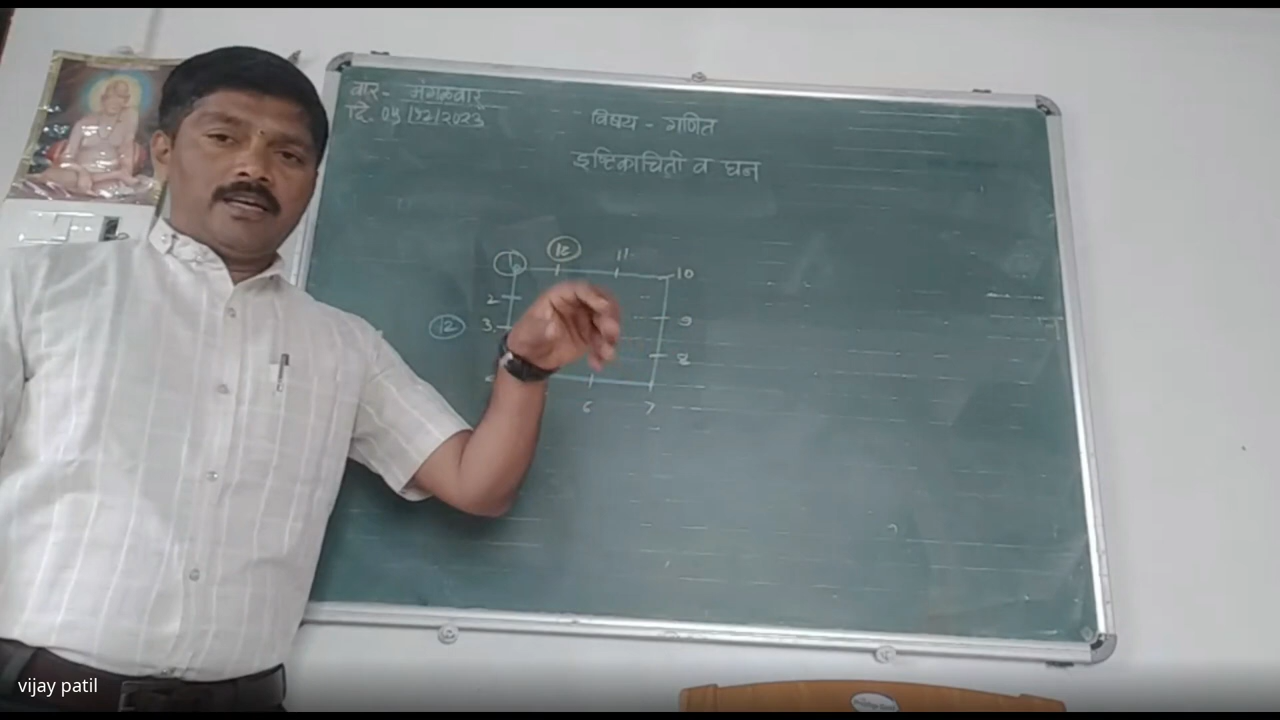 वार- मंगळवार
दि. 05/12/2023
विषय - गणित
इष्टिकाचिती व घन
1 12 11 10
2
3 9
12
8
6 7
vijay patil